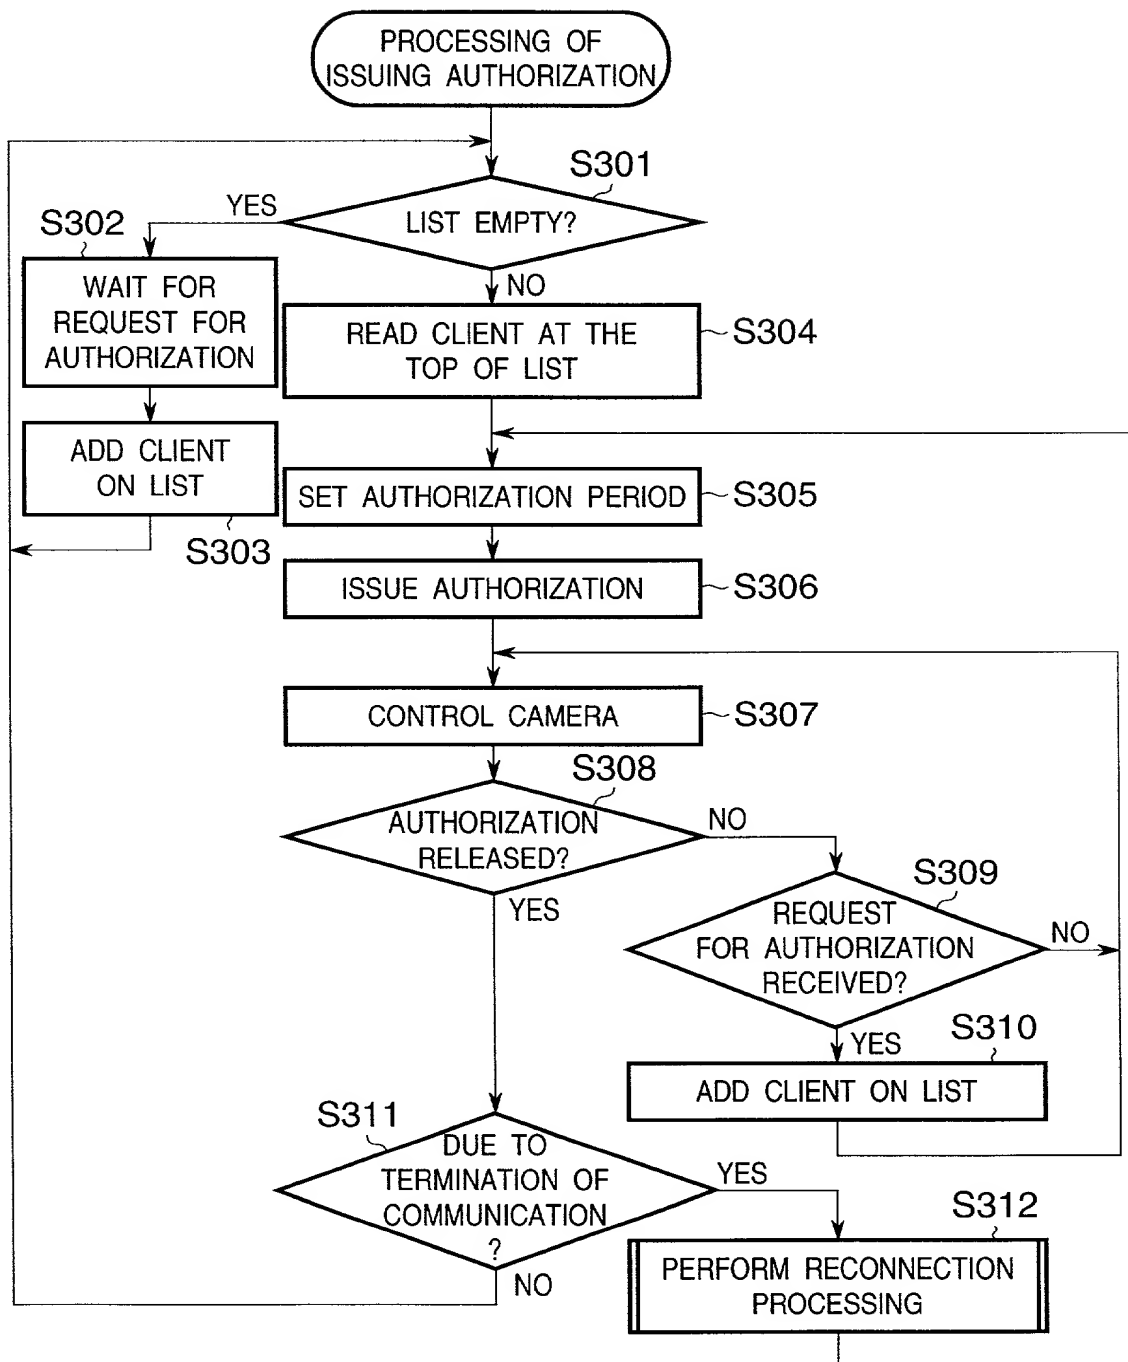 PROCESSING OF
ISSUING AUTHORIZATION
S301
YES
LIST EMPTY?
S302
NO
WAIT FOR
REQUEST FOR
AUTHORIZATION
READ CLIENT AT THE
TOP OF LIST
S304
ADD CLIENT
ON LIST
S303
SET AUTHORIZATION PERIOD
S305
ISSUE AUTHORIZATION
S306
CONTROL CAMERA
S307
S308
AUTHORIZATION
RELEASED?
NO
YES
S309
REQUEST
FOR AUTHORIZATION
RECEIVED?
NO
YES
S310
ADD CLIENT ON LIST
S311
DUE TO
TERMINATION OF
COMMUNICATION
?
YES
NO
S312
PERFORM RECONNECTION
PROCESSING